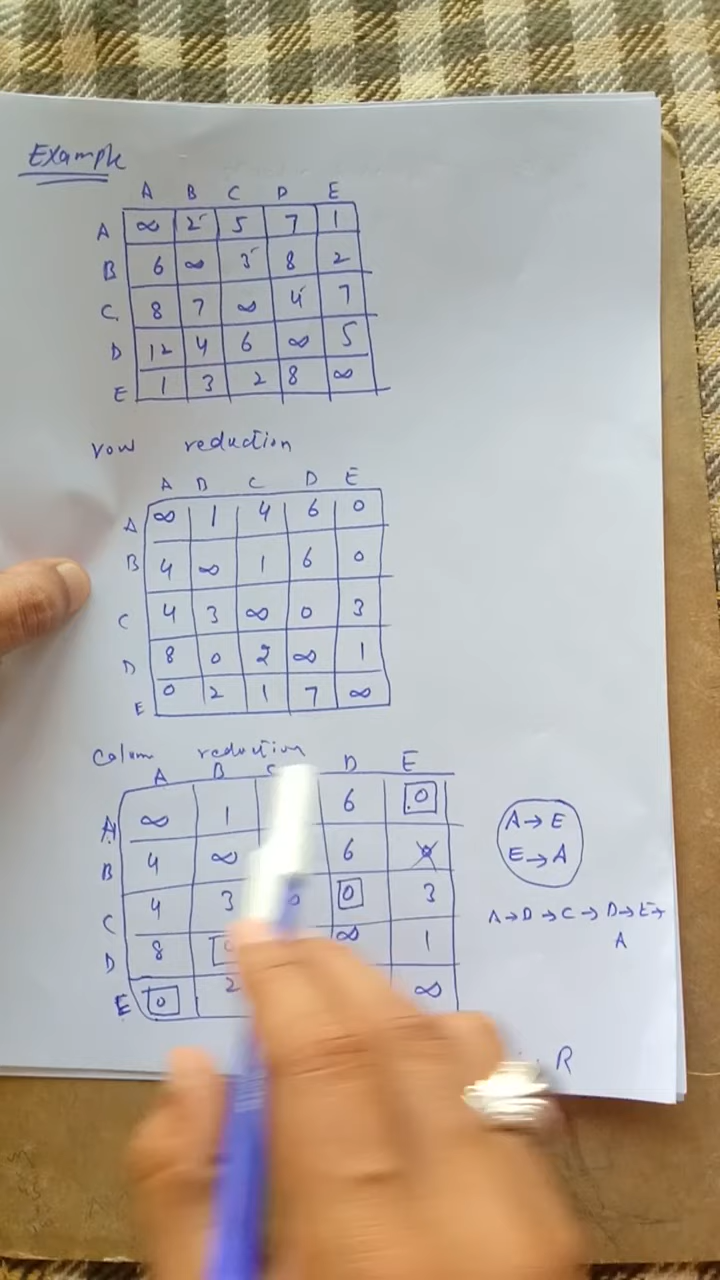 Example
A B C D E
A ∞ 2 5 7 1
B 6 ∞ 3 8 2
C 8 7 ∞ 4 7
D 12 4 6 ∞ 5
E 1 3 2 8 ∞
row reduction
A B C D E
A ∞ 1 4 6 0
B 4 ∞ 1 6 0
C 4 3 ∞ 0 3
D 8 0 2 ∞ 1
E 0 2 1 7 ∞
Colum reduction
A B D E
A ∞ 1 6 0
B 4 ∞ 6 0
C 4 3 0 3
D 8 ∞ 1
E 0 2 ∞
A→E
E→A
A→D→C→D→E→
A
R